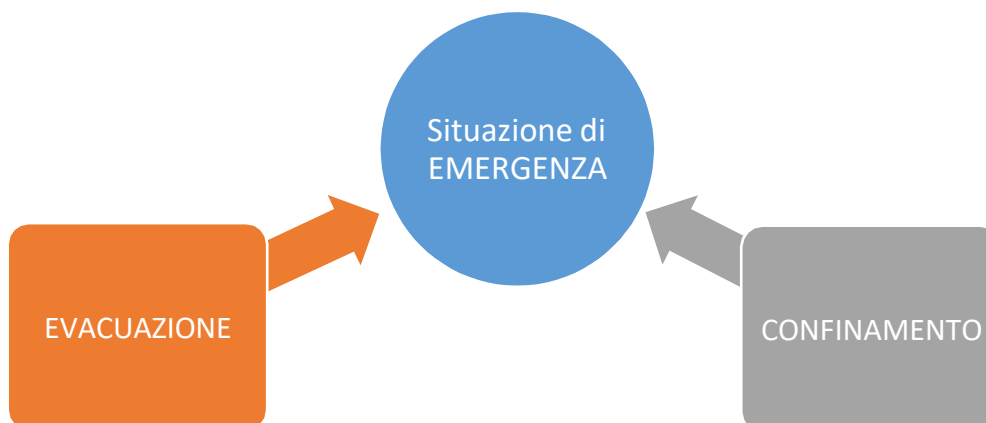 Situazione di
EMERGENZA
EVACUAZIONE
CONFINAMENTO